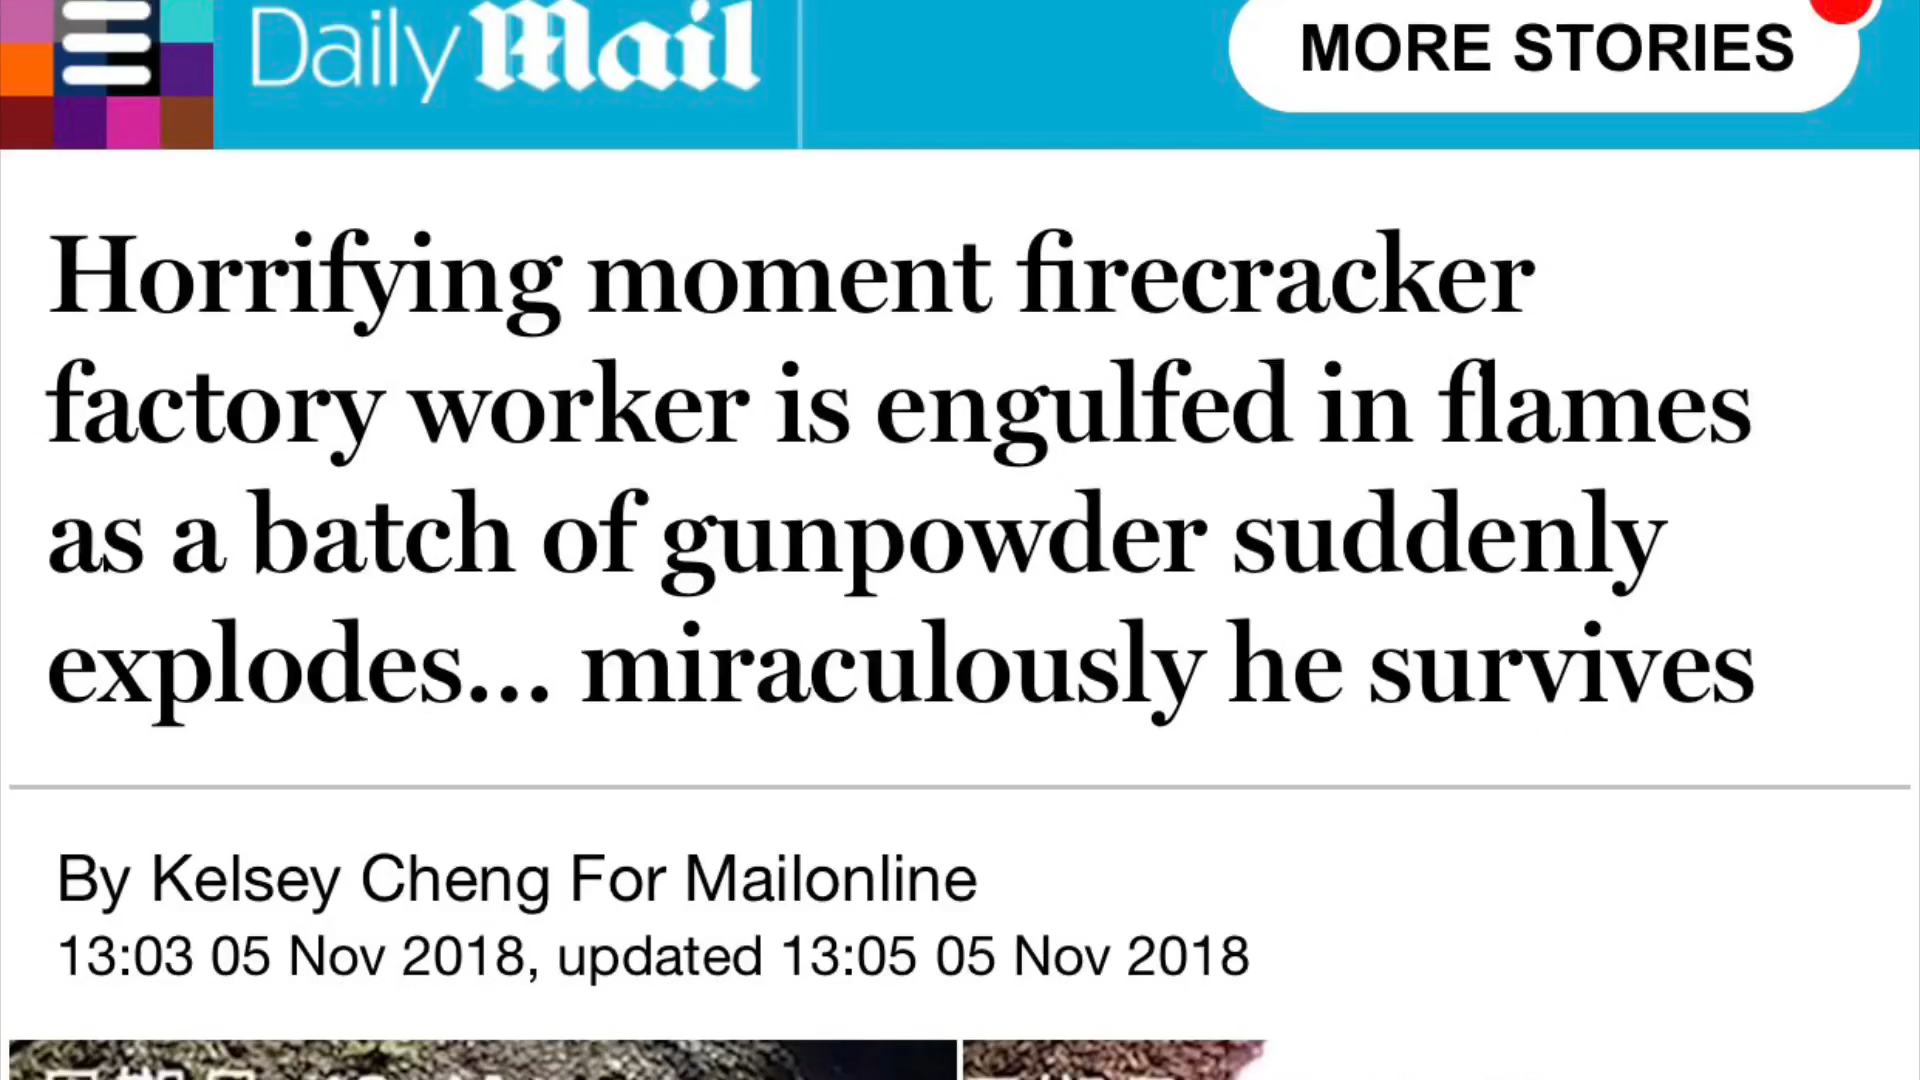 Daily Mail
MORE STORIES
Horrifying moment firecracker
factory worker is engulfed in flames
as a batch of gunpowder suddenly
explodes... miraculously he survives
By Kelsey Cheng For Mailonline
13:03 05 Nov 2018, updated 13:05 05 Nov 2018